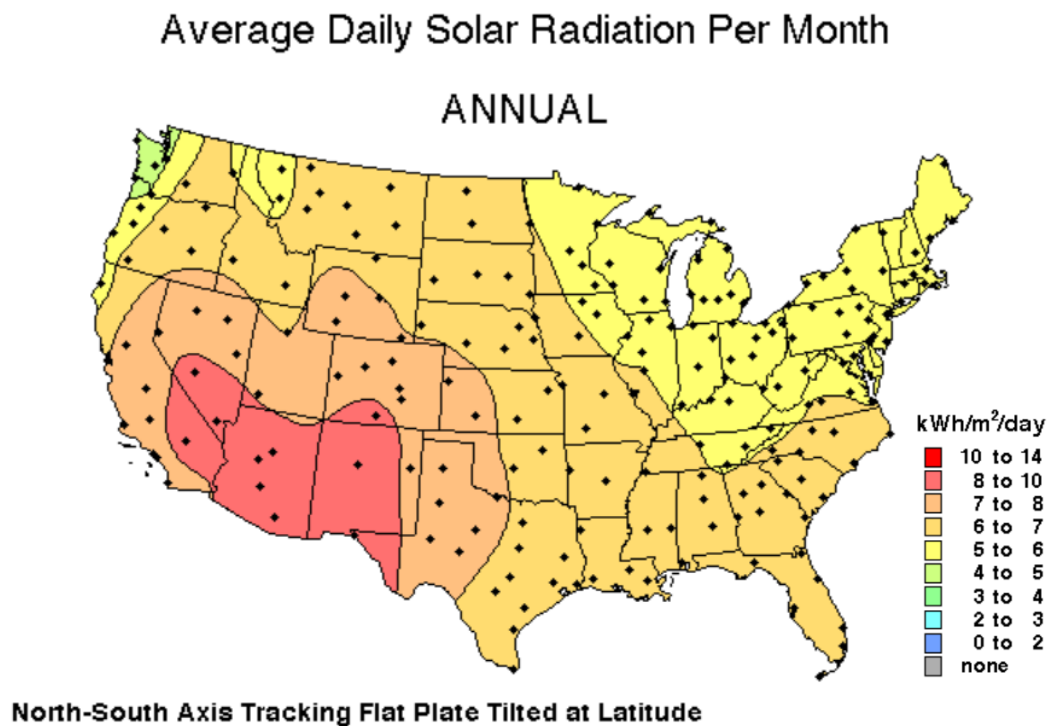 Average Daily Solar Radiation Per Month
ANNUAL
kWh/m²/day
10 to 14
8 to 10
7 to 8
6 to 7
5 to 6
4 to 5
3 to 4
2 to 3
0 to 2
none
North-South Axis Tracking Flat Plate Tilted at Latitude